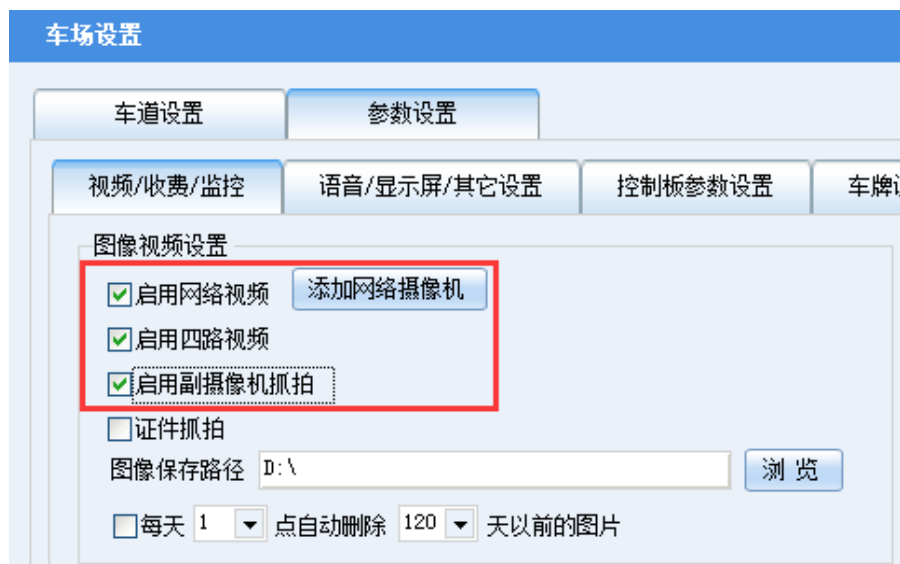 车场设置
车道设置 参数设置
视频/收费/监控 语音/显示屏/其它设置 控制板参数设置 车牌
图像视频设置
启用网络视频 添加网络摄像机
启用四路视频
启用副摄像机抓拍
证件抓拍
图像保存路径 D:\ 浏 览
每天 1 点自动删除 120 天以前的图片